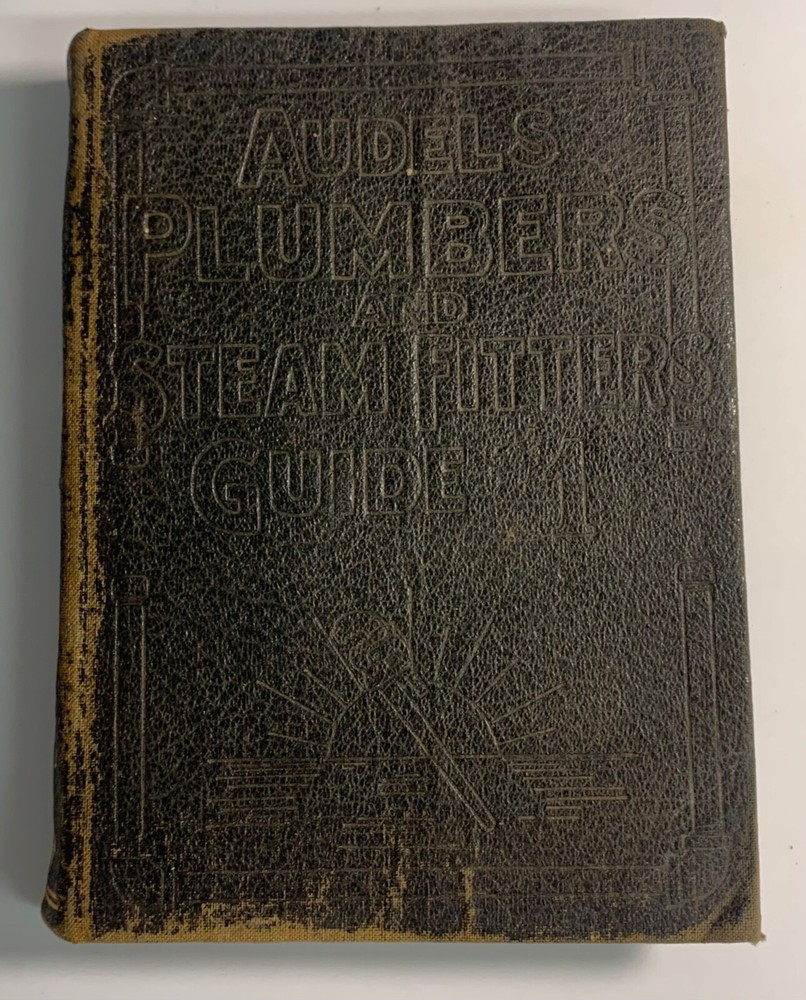 AUDELS
PLUMBERS
AND
STEAM FITTERS
GUIDE 1